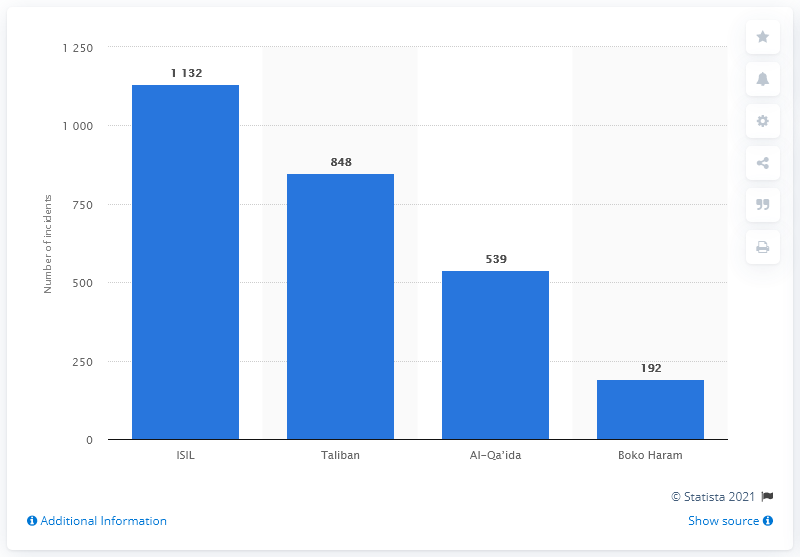 1 250
1 000
750
500
250
0
Number of incidents
1 132
848
539
192
ISIL
Taliban
Al-Qa'ida
Boko Haram
© Statista 2021
Additional Information
Show source